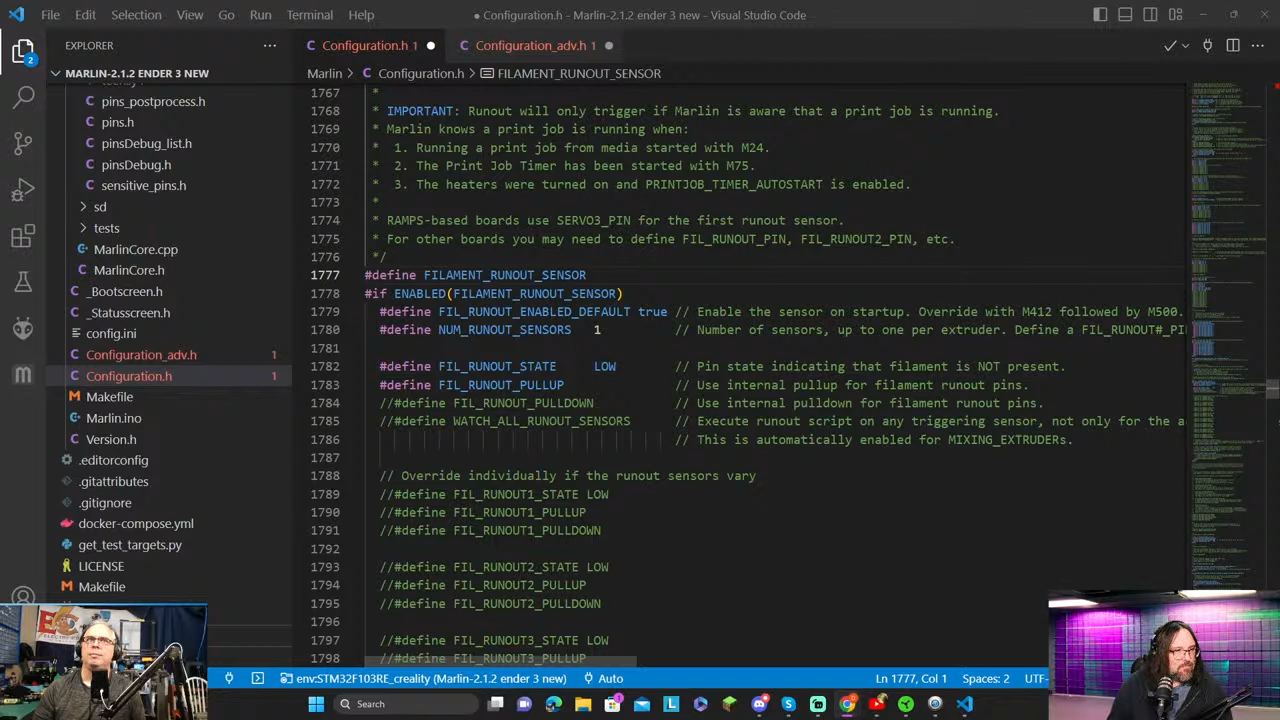 File Edit Selection View Go Run Terminal Help
Configuration.h - Marlin-2.1.2 ender 3 new - Visual Studio Code
EXPLORER
Configuration.h 1
Configuration_adv.h 1
MARLIN-2.1.2 ENDER 3 NEW
Marlin > Configuration.h > FILAMENT_RUNOUT_SENSOR
pins_postprocess.h
pins.h
pinsDebug_list.h
pinsDebug.h
sensitive_pins.h
sd
tests
MarlinCore.cpp
MarlinCore.h
_Bootscreen.h
_Statusscreen.h
config.ini
Configuration_adv.h 1
Configuration.h 1
Makefile
Marlin.ino
Version.h
.editorconfig
.gitattributes
.gitignore
docker-compose.yml
get_test_targets.py
LICENSE
Makefile
1767 *
1768 * IMPORTANT: Runout will only trigger if Marlin is aware that a print job is running.
1769 * Marlin knows a print job is running when:
1770 * 1. Running a print job from media started with M24.
1771 * 2. The Print Job Timer has been started with M75.
1772 * 3. The heaters were turned on and PRINTJOB_TIMER_AUTOSTART is enabled.
1773 *
1774 * RAMPS-based boards use SERVO3_PIN for the first runout sensor.
1775 * For other boards you may need to define FIL_RUNOUT_PIN, FIL_RUNOUT2_PIN, etc.
1776 */
1777 #define FILAMENT_RUNOUT_SENSOR
1778 #if ENABLED(FILAMENT_RUNOUT_SENSOR)
1779 #define FIL_RUNOUT_ENABLED_DEFAULT true // Enable the sensor on startup. Override with M412 followed by M500.
1780 #define NUM_RUNOUT_SENSORS 1 // Number of sensors, up to one per extruder. Define a FIL_RUNOUT#_PI
1781
1782 #define FIL_RUNOUT_STATE LOW // Pin state indicating that filament is NOT present.
1783 #define FIL_RUNOUT_PULLUP // Use internal pullup for filament runout pins.
1784 //#define FIL_RUNOUT_PULLDOWN // Use internal pulldown for filament runout pins.
1785 //#define WATCH_ALL_RUNOUT_SENSORS // Execute runout script on any triggering sensor, not only for the a
1786 // This is automatically enabled for MIXING_EXTRUDERs.
1787
1788 // Override individually if the runout sensors vary
1789 //#define FIL_RUNOUT1_STATE LOW
1790 //#define FIL_RUNOUT1_PULLUP
1791 //#define FIL_RUNOUT1_PULLDOWN
1792
1793 //#define FIL_RUNOUT2_STATE LOW
1794 //#define FIL_RUNOUT2_PULLUP
1795 //#define FIL_RUNOUT2_PULLDOWN
1796
1797 //#define FIL_RUNOUT3_STATE LOW
1798 //#define FIL_RUNOUT3_PULLUP
env:STM32F103RE_creality (Marlin-2.1.2 ender 3 new) Auto
Ln 1777, Col 1 Spaces: 2 UTF-
Search